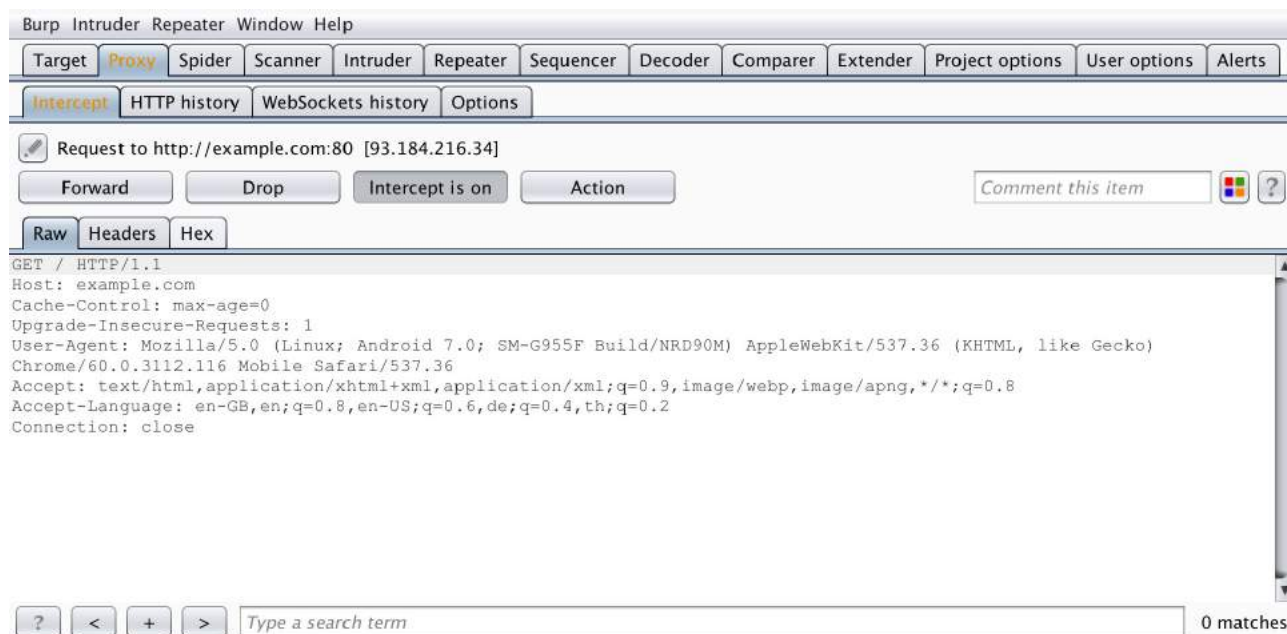 Burp Intruder Repeater Window Help
Target Proxy Spider Scanner Intruder Repeater Sequencer Decoder Comparer Extender Project options User options Alerts
Intercept HTTP history WebSockets history Options
Request to http://example.com:80 [93.184.216.34]
Forward Drop Intercept is on Action Comment this item ?
Raw Headers Hex
GET / HTTP/1.1
Host: example.com
Cache-Control: max-age=0
Upgrade-Insecure-Requests: 1
User-Agent: Mozilla/5.0 (Linux; Android 7.0; SM-G955F Build/NRD90M) AppleWebKit/537.36 (KHTML, like Gecko)
Chrome/60.0.3112.116 Mobile Safari/537.36
Accept: text/html,application/xhtml+xml,application/xml;q=0.9,image/webp,image/apng,*/*;q=0.8
Accept-Language: en-GB,en;q=0.8,en-US;q=0.6,de;q=0.4,th;q=0.2
Connection: close
? < + > Type a search term 0 matches